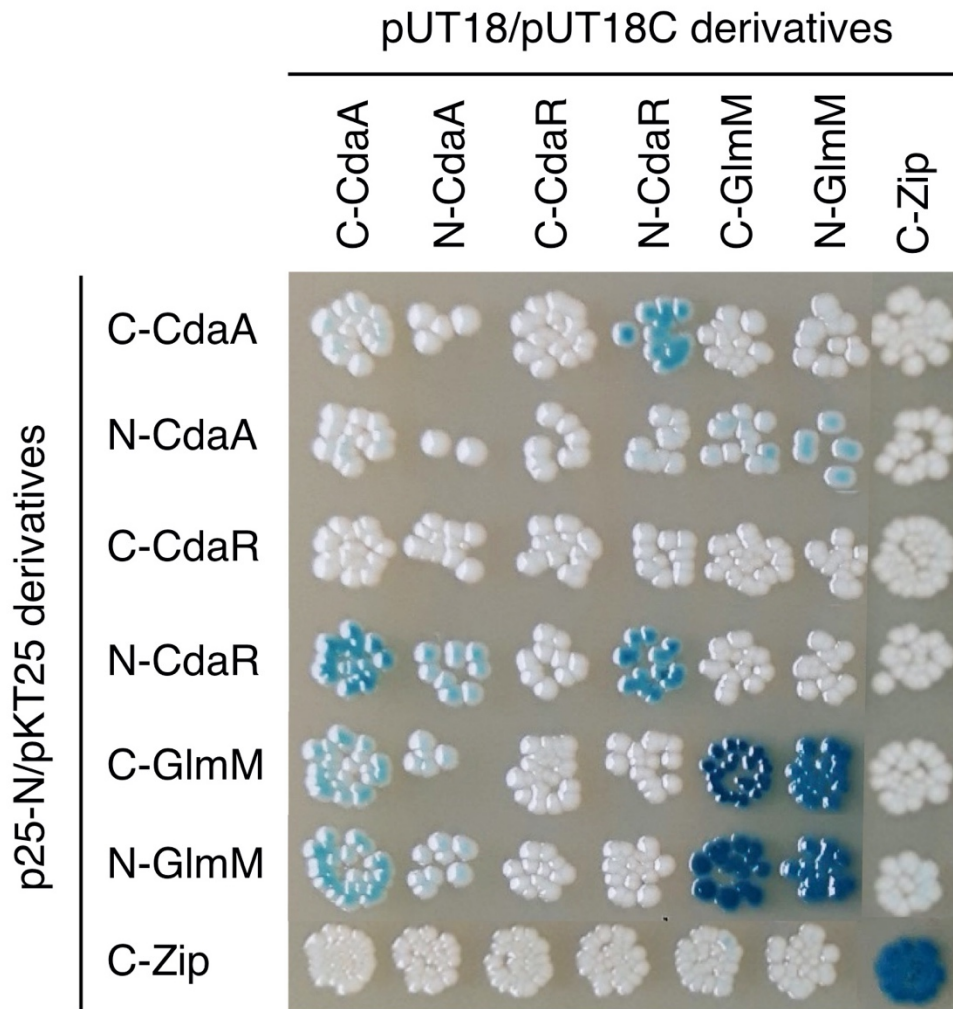 pUT18/pUT18C derivatives
C-CdaA
N-CdaA
C-CdaR
N-CdaR
C-GlmM
N-GlmM
C-Zip
p25-N/pKT25 derivatives
C-CdaA
N-CdaA
C-CdaR
N-CdaR
C-GlmM
N-GlmM
C-Zip